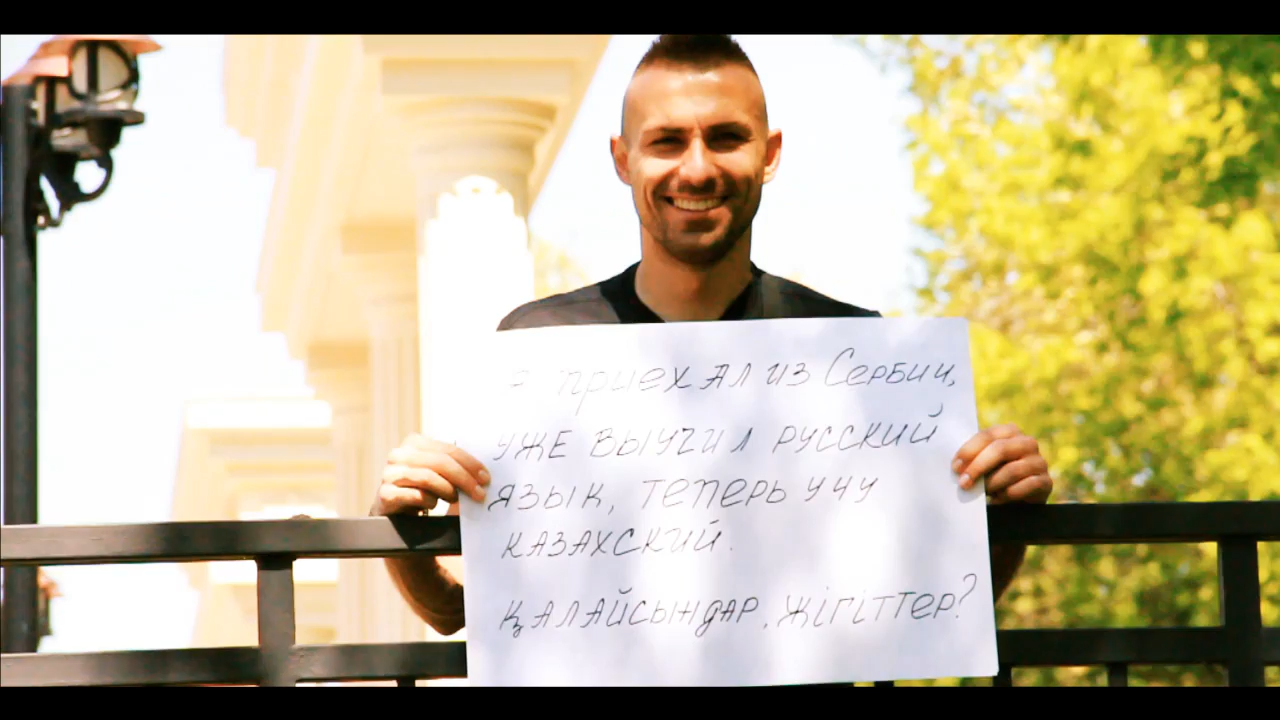 Я приехал из Сербии,
уже выучил русский
язык, теперь учу
казахский.
Қалайсыңдар, жігіттер?